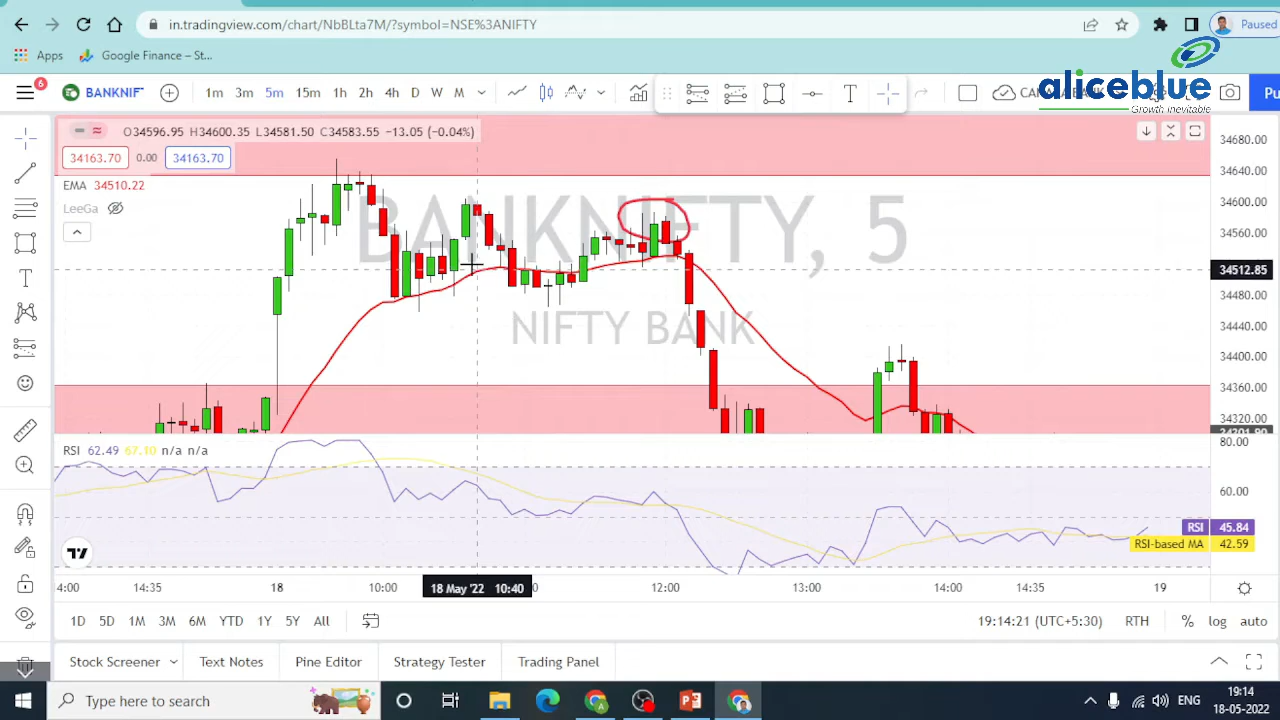 in.tradingview.com/chart/NbBLta7M/?symbol=NSE%3ANIFTY
Paused
Apps
Google Finance – St...
aliceblue
Growth Inevitable
6
BANKNIF
1m 3m 5m 15m 1h 2h 4h D W M
T
Pu
O34596.95 H34600.35 L34581.50 C34583.55 −13.05 (−0.04%)
34163.70 0.00 34163.70
EMA 34510.22
LeeGa
BANKNIFTY, 5
NIFTY BANK
34680.00
34640.00
34600.00
34560.00
34512.85
34480.00
34440.00
34400.00
34360.00
34320.00
34301.90
RSI 62.49 67.10 n/a n/a
80.00
60.00
RSI 45.84
RSI-based MA 42.59
4:00 14:35 18 10:00 18 May '22 10:40 12:00 13:00 14:00 14:35 19
1D 5D 1M 3M 6M YTD 1Y 5Y All
19:14:21 (UTC+5:30) RTH % log auto
Stock Screener Text Notes Pine Editor Strategy Tester Trading Panel
Type here to search
ENG
19:14
18-05-2022